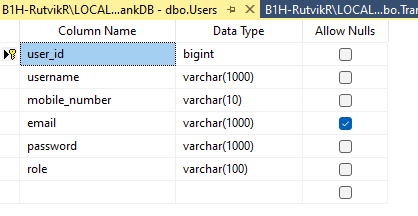 B1H-RutvikR\LOCAL...ankDB - dbo.Users B1H-RutvikR\LOCAL...bo.Tra
Column Name Data Type Allow Nulls
user_id bigint
username varchar(1000)
mobile_number varchar(10)
email varchar(1000)
password varchar(1000)
role varchar(100)